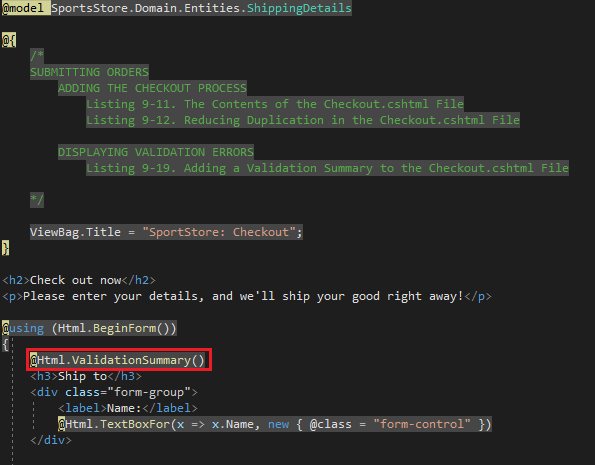 @model SportsStore.Domain.Entities.ShippingDetails
@{
/*
SUBMITTING ORDERS
ADDING THE CHECKOUT PROCESS
Listing 9-11. The Contents of the Checkout.cshtml File
Listing 9-12. Reducing Duplication in the Checkout.cshtml File
DISPLAYING VALIDATION ERRORS
Listing 9-19. Adding a Validation Summary to the Checkout.cshtml File
*/
ViewBag.Title = "SportStore: Checkout";
}
<h2>Check out now</h2>
<p>Please enter your details, and we'll ship your good right away!</p>
@using (Html.BeginForm())
{
@Html.ValidationSummary()
<h3>Ship to</h3>
<div class="form-group">
<label>Name:</label>
@Html.TextBoxFor(x => x.Name, new { @class = "form-control" })
</div>